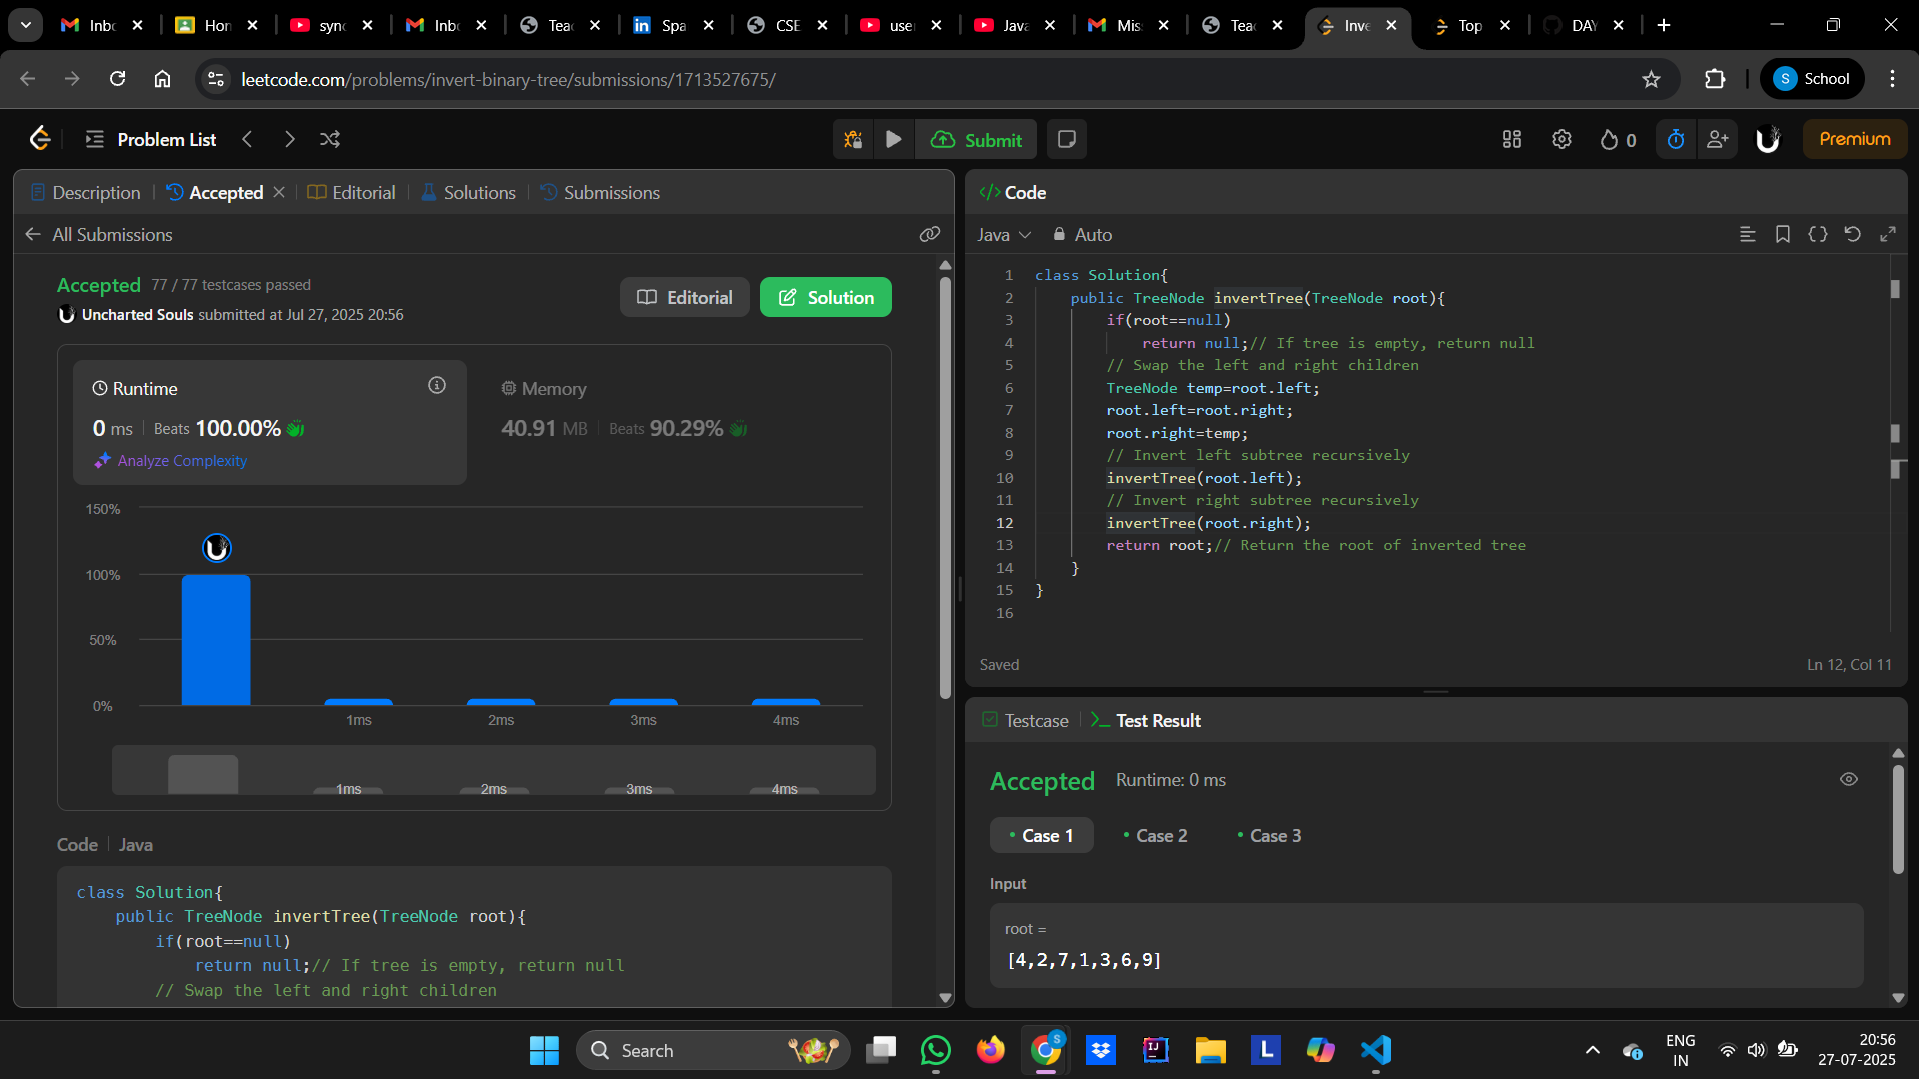 Inbo
Hon
sync
Inbo
Teac
in Spa
CSE
user
Java
Mis
Teac
Inve
Top
DAY
leetcode.com/problems/invert-binary-tree/submissions/1713527675/
S School
Problem List
Submit
0
Premium
Description
Accepted
Editorial
Solutions
Submissions
All Submissions
Accepted 77 / 77 testcases passed
Uncharted Souls submitted at Jul 27, 2025 20:56
Editorial
Solution
Runtime
0 ms Beats 100.00%
Analyze Complexity
Memory
40.91 MB Beats 90.29%
150%
100%
50%
0%
1ms 2ms 3ms 4ms
1ms 2ms 3ms 4ms
Code Java
class Solution{
public TreeNode invertTree(TreeNode root){
if(root==null)
return null;// If tree is empty, return null
// Swap the left and right children
</> Code
Java Auto
1 class Solution{
2 public TreeNode invertTree(TreeNode root){
3 if(root==null)
4 return null;// If tree is empty, return null
5 // Swap the left and right children
6 TreeNode temp=root.left;
7 root.left=root.right;
8 root.right=temp;
9 // Invert left subtree recursively
10 invertTree(root.left);
11 // Invert right subtree recursively
12 invertTree(root.right);
13 return root;// Return the root of inverted tree
14 }
15 }
16
Saved
Ln 12, Col 11
Testcase
Test Result
Accepted Runtime: 0 ms
Case 1
Case 2
Case 3
Input
root =
[4,2,7,1,3,6,9]
Search
S
IJ
L
ENG
IN
20:56
27-07-2025